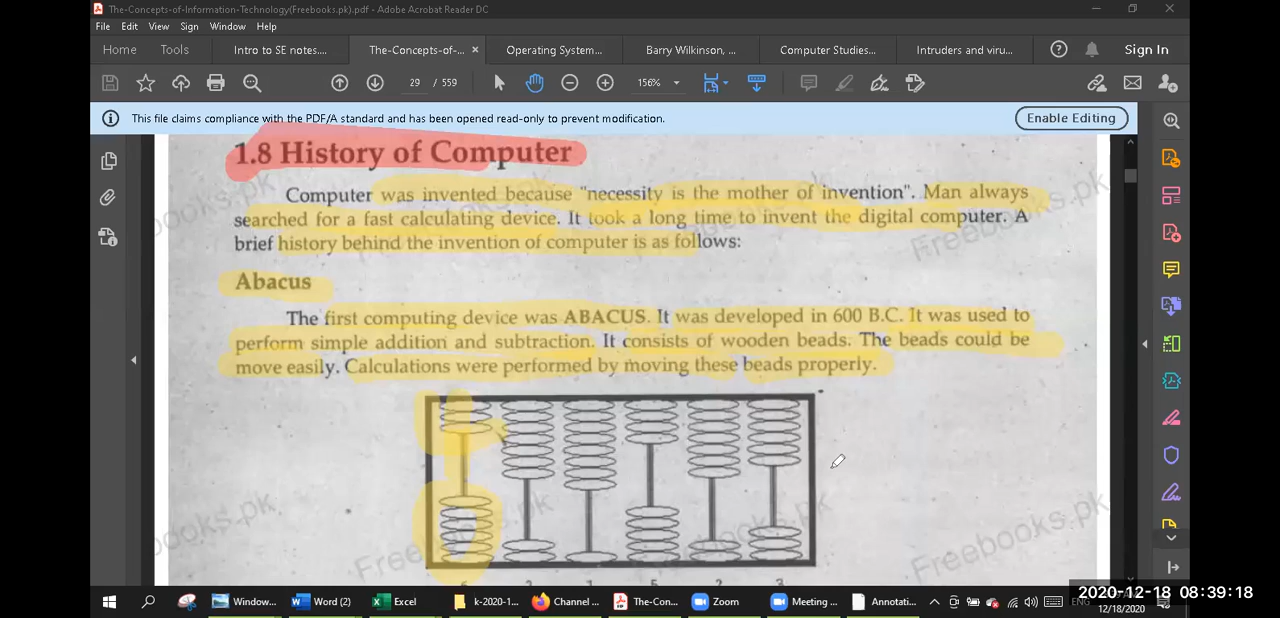 The-Concepts-of-Information-Technology(Freebooks.pk).pdf - Adobe Acrobat Reader DC
File Edit View Sign Window Help
Home Tools Intro to SE notes.... The-Concepts-of-... × Operating System... Barry Wilkinson, ... Computer Studies... Intruders and viru... Sign In
29 / 559 156%
This file claims compliance with the PDF/A standard and has been opened read-only to prevent modification. Enable Editing
1.8 History of Computer
Computer was invented because "necessity is the mother of invention". Man always
searched for a fast calculating device. It took a long time to invent the digital computer. A
brief history behind the invention of computer is as follows:
Abacus
The first computing device was ABACUS. It was developed in 600 B.C. It was used to
perform simple addition and subtraction. It consists of wooden beads. The beads could be
move easily. Calculations were performed by moving these beads properly.
Freebooks.pk
Freebooks.pk
Freebooks.pk
Window... Word (2) Excel k-2020-1... Channel ... The-Con... Zoom Meeting ... Annotati... ENG
2020-12-18 08:39:18
12/18/2020